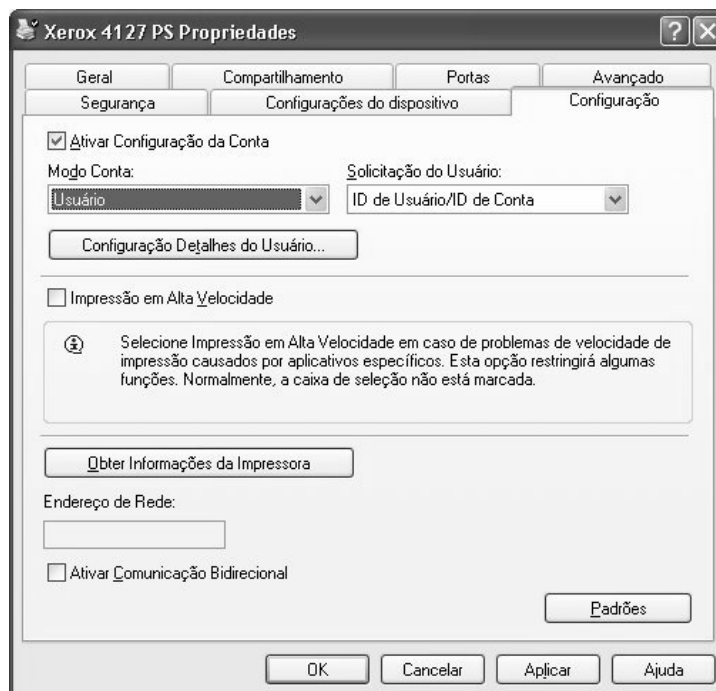 Xerox 4127 PS Propriedades
Geral Compartilhamento Portas Avançado
Segurança Configurações do dispositivo Configuração
Ativar Configuração da Conta
Modo Conta: Solicitação do Usuário:
Usuário ID de Usuário/ID de Conta
Configuração Detalhes do Usuário...
Impressão em Alta Velocidade
Selecione Impressão em Alta Velocidade em caso de problemas de velocidade de
impressão causados por aplicativos específicos. Esta opção restringirá algumas
funções. Normalmente, a caixa de seleção não está marcada.
Obter Informações da Impressora
Endereço de Rede:
Ativar Comunicação Bidirecional
Padrões
OK Cancelar Aplicar Ajuda